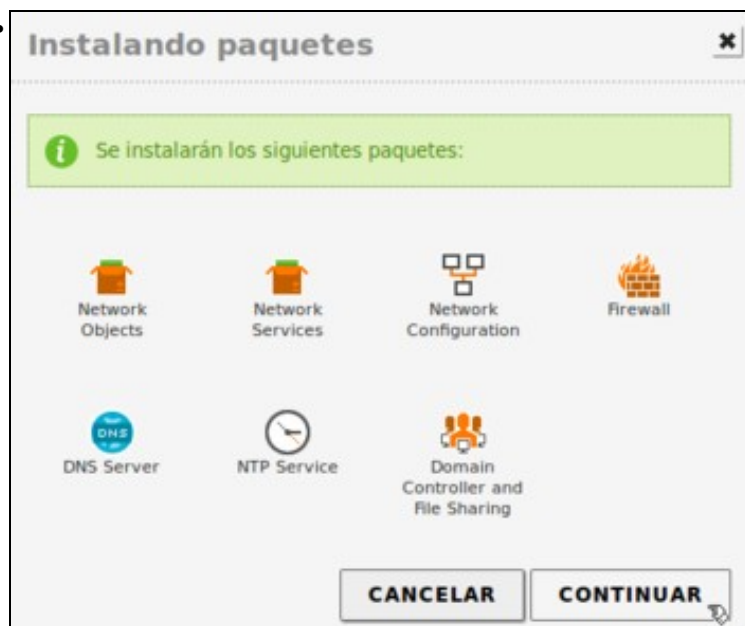 Instalando paquetes
Se instalarán los siguientes paquetes:
Network
Objects
Network
Services
Network
Configuration
Firewall
DNS
DNS Server
NTP Service
Domain
Controller and
File Sharing
CANCELAR
CONTINUAR